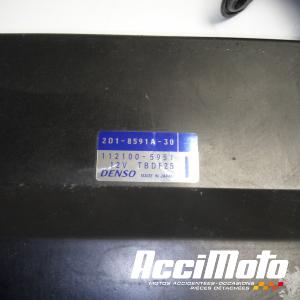 2D1-8591A-30
112100-5951
12V TBDF25
DENSO MADE IN JAPAN
AcciMoto
MOTOS ACCIDENTÉES-OCCASIONS
PIÈCES DÉTACHÉES